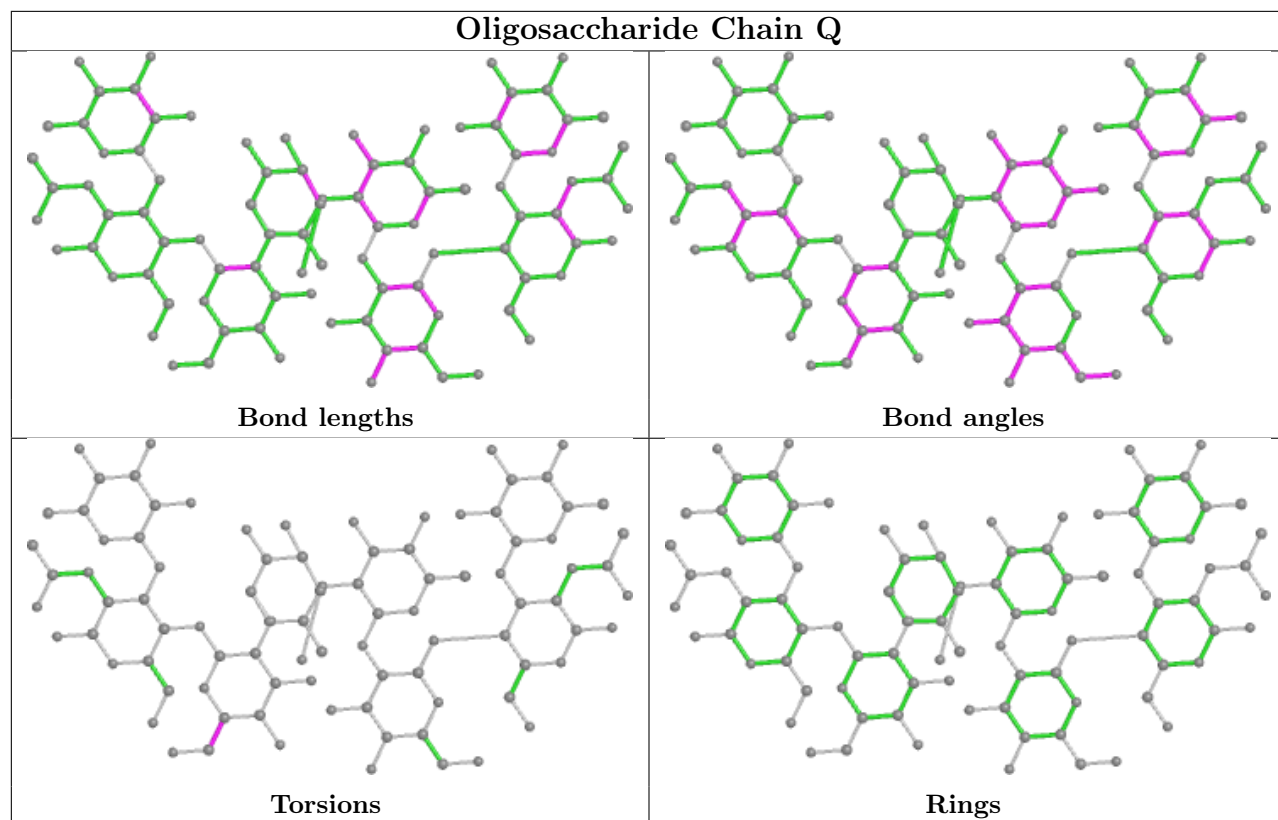 Oligosaccharide Chain Q
Bond lengths
Bond angles
Torsions
Rings